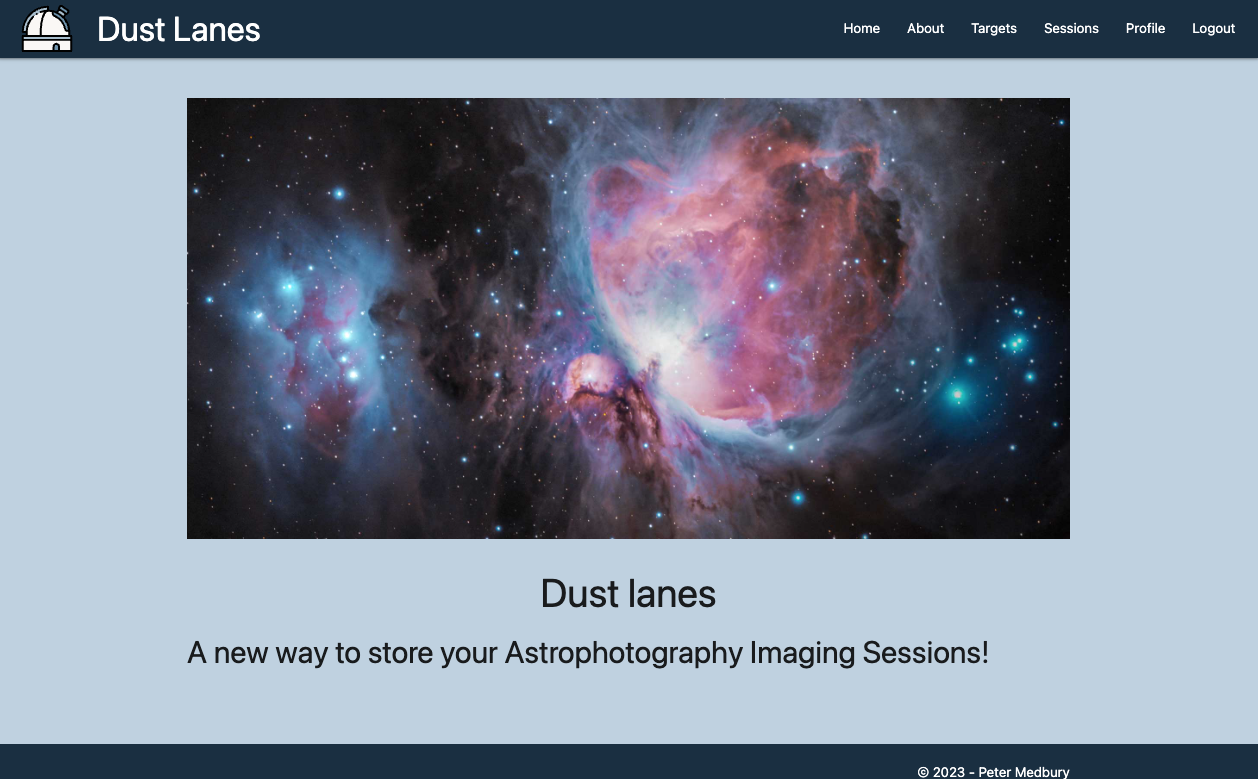 Dust Lanes
Home About Targets Sessions Profile Logout
Dust lanes
A new way to store your Astrophotography Imaging Sessions!
© 2023 - Peter Medbury